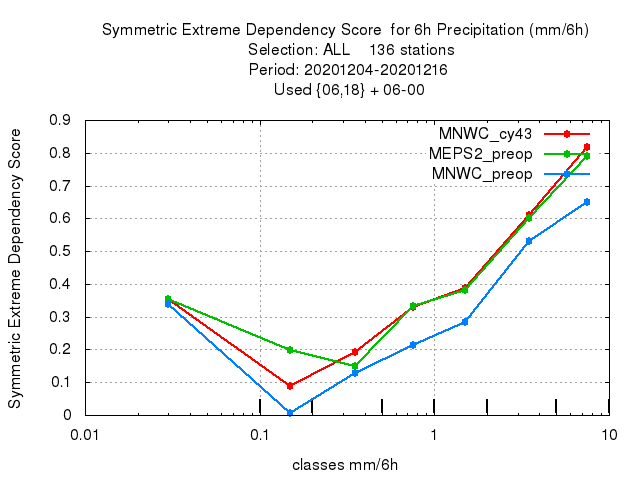 Symmetric Extreme Dependency Score  for 6h Precipitation (mm/6h)
Selection: ALL    136 stations
Period: 20201204-20201216
Used {06,18} + 06-00
MNWC_cy43
MEPS2_preop
MNWC_preop
Symmetric Extreme Dependency Score
0.9
0.8
0.7
0.6
0.5
0.4
0.3
0.2
0.1
0
0.01
0.1
1
10
classes mm/6h